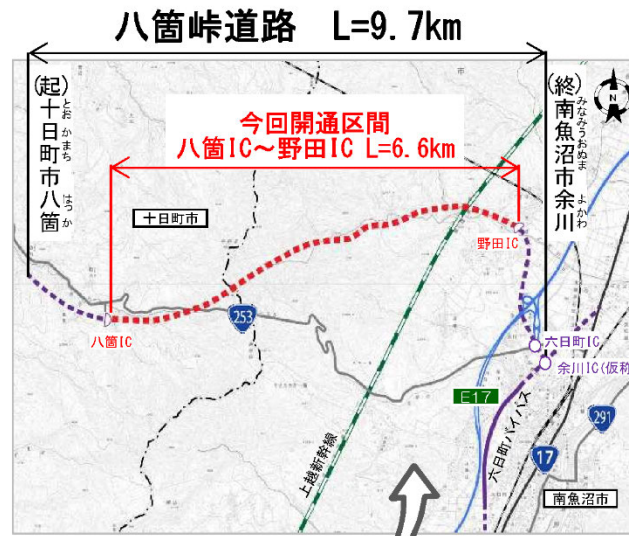 八箇峠道路 L=9.7km
(起)十日町市八箇
とおかまち はっか
今回開通区間
八箇IC～野田IC L=6.6km
(終)南魚沼市余川
みなみうおぬま よかわ
N
十日町市
野田IC
253
八箇IC
六日町IC
余川IC(仮称
E17
291
上越新幹線
六日町バイパス
17
南魚沼市